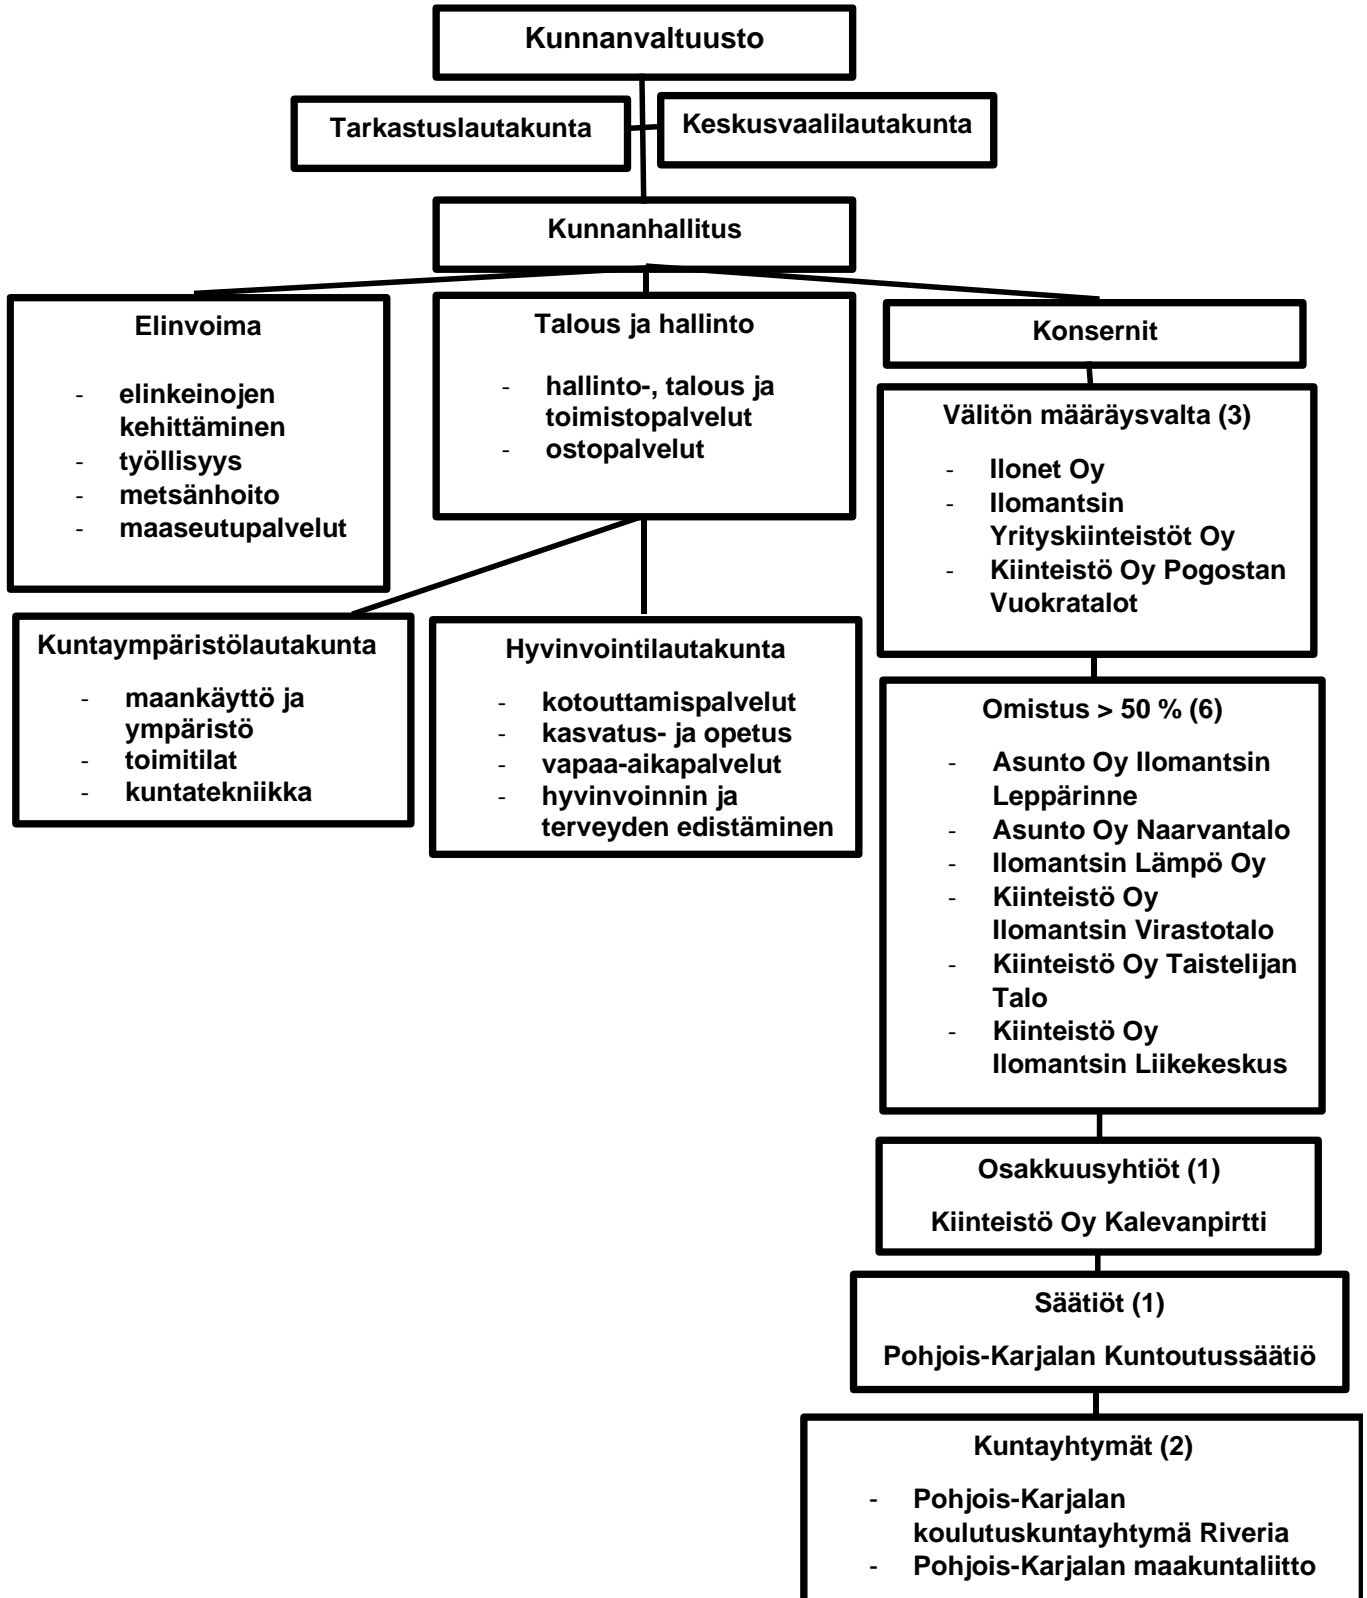 Kunnanvaltuusto
Tarkastuslautakunta
Keskusvaalilautakunta
Kunnanhallitus
Elinvoima
- elinkeinojen
kehittäminen
- työllisyys
- metsänhoito
- maaseutupalvelut
Talous ja hallinto
- hallinto-, talous ja
toimistopalvelut
- ostopalvelut
Konsernit
Välitön määräysvalta (3)
- Ilonet Oy
- Ilomantsin
Yrityskiinteistöt Oy
- Kiinteistö Oy Pogostan
Vuokratalot
Kuntaympäristölautakunta
- maankäyttö ja
ympäristö
- toimitilat
- kuntatekniikka
Hyvinvointilautakunta
- kotouttamispalvelut
- kasvatus- ja opetus
- vapaa-aikapalvelut
- hyvinvoinnin ja
terveyden edistäminen
Omistus > 50 % (6)
- Asunto Oy Ilomantsin
Leppärinne
- Asunto Oy Naarvantalo
- Ilomantsin Lämpö Oy
- Kiinteistö Oy
Ilomantsin Virastotalo
- Kiinteistö Oy Taistelijan
Talo
- Kiinteistö Oy
Ilomantsin Liikekeskus
Osakkuusyhtiöt (1)
Kiinteistö Oy Kalevanpirtti
Säätiöt (1)
Pohjois-Karjalan Kuntoutussäätiö
Kuntayhtymät (2)
- Pohjois-Karjalan
koulutuskuntayhtymä Riveria
- Pohjois-Karjalan maakuntaliitto